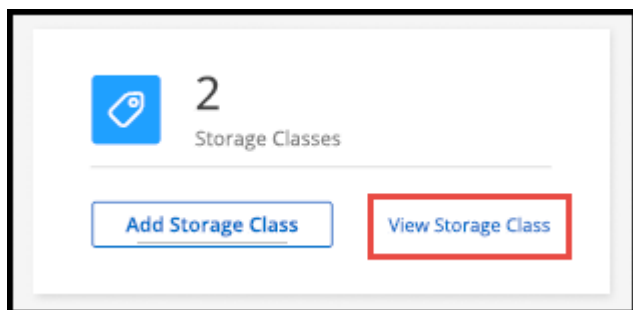 2
Storage Classes
Add Storage Class
View Storage Class